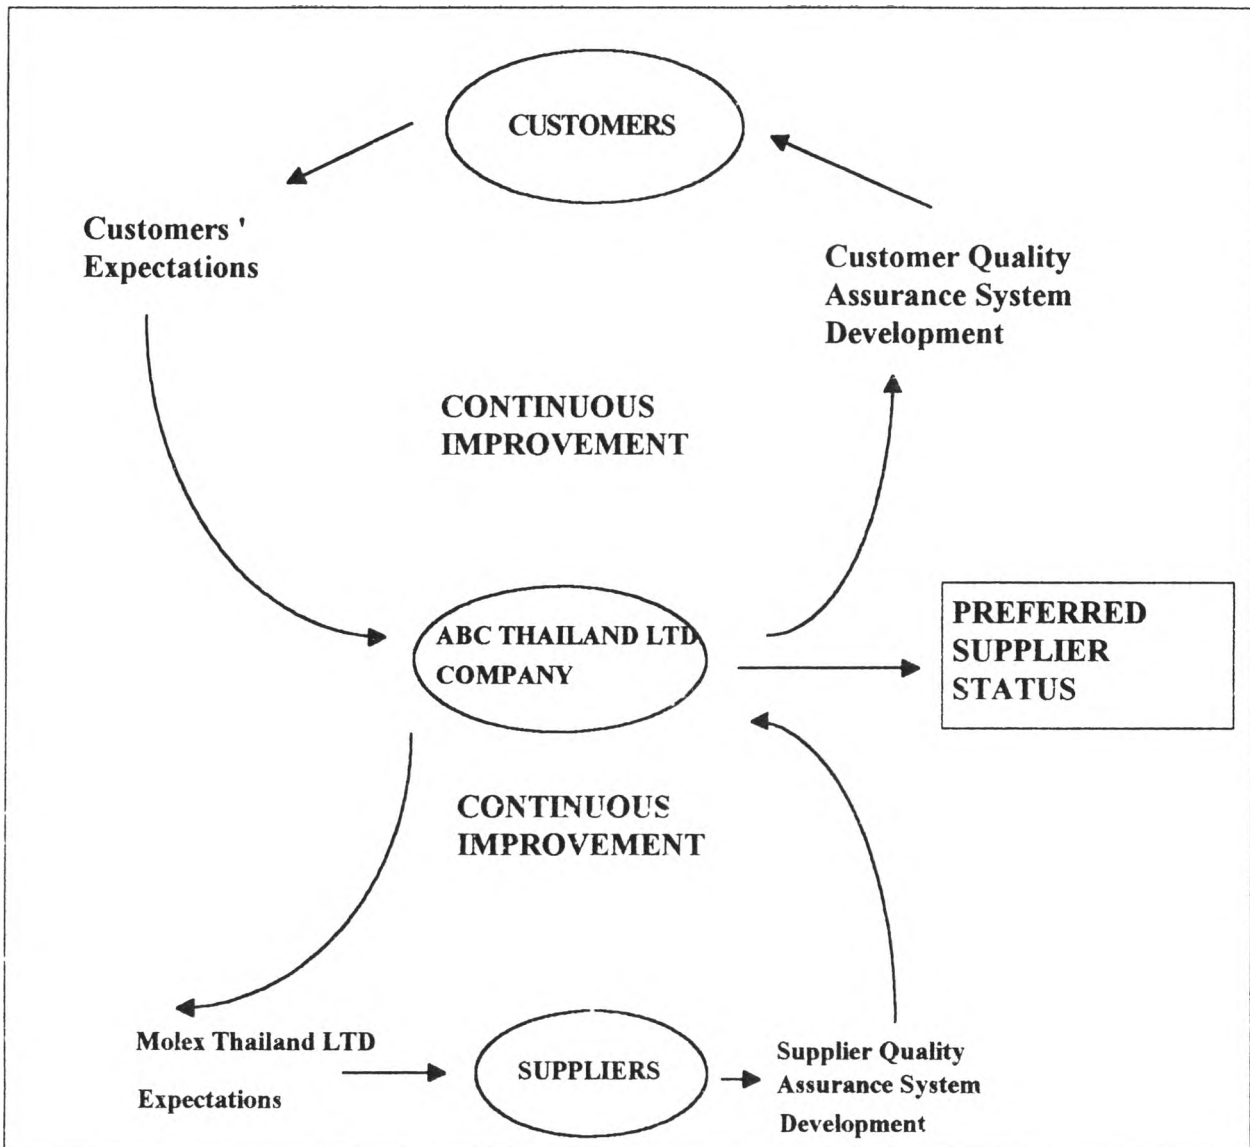 CUSTOMERS
Customers '
Expectations
Customer Quality
Assurance System
Development
CONTINUOUS
IMPROVEMENT
ABC THAILAND LTD
COMPANY
PREFERRED
SUPPLIER
STATUS
CONTINUOUS
IMPROVEMENT
Molex Thailand LTD
Expectations
SUPPLIERS
Supplier Quality
Assurance System
Development